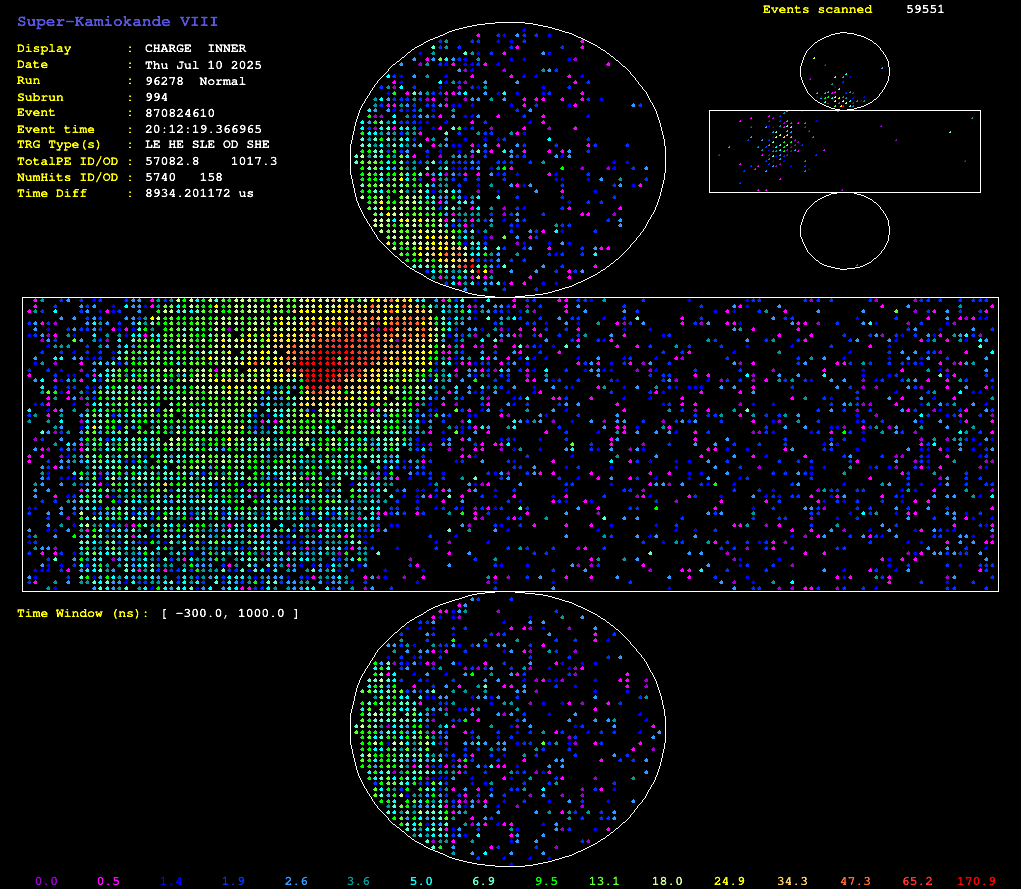 Super-Kamiokande VIII
Events scanned 59551
Display : CHARGE INNER
Date : Thu Jul 10 2025
Run : 96278 Normal
Subrun : 994
Event : 870824610
Event time : 20:12:19.366965
TRG Type(s) : LE HE SLE OD SHE
TotalPE ID/OD : 57082.8 1017.3
NumHits ID/OD : 5740 158
Time Diff : 8934.201172 us
Time Window (ns): [ -300.0, 1000.0 ]
0.0 0.5 1.4 1.9 2.6 3.6 5.0 6.9 9.5 13.1 18.0 24.9 34.3 47.3 65.2 170.9